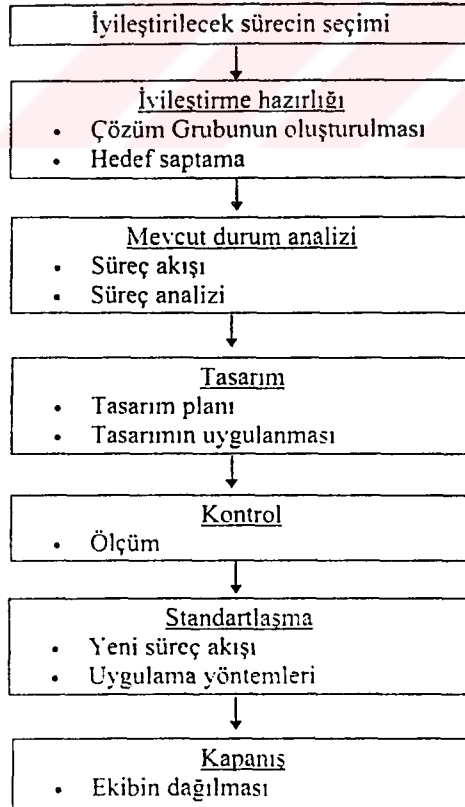 İyileştirilecek sürecin seçimi
İyileştirme hazırlığı
• Çözüm Grubunun oluşturulması
• Hedef saptama
Mevcut durum analizi
• Süreç akışı
• Süreç analizi
Tasarım
• Tasarım planı
• Tasarımın uygulanması
Kontrol
• Ölçüm
Standartlaşma
• Yeni süreç akışı
• Uygulama yöntemleri
Kapanış
• Ekibin dağılması